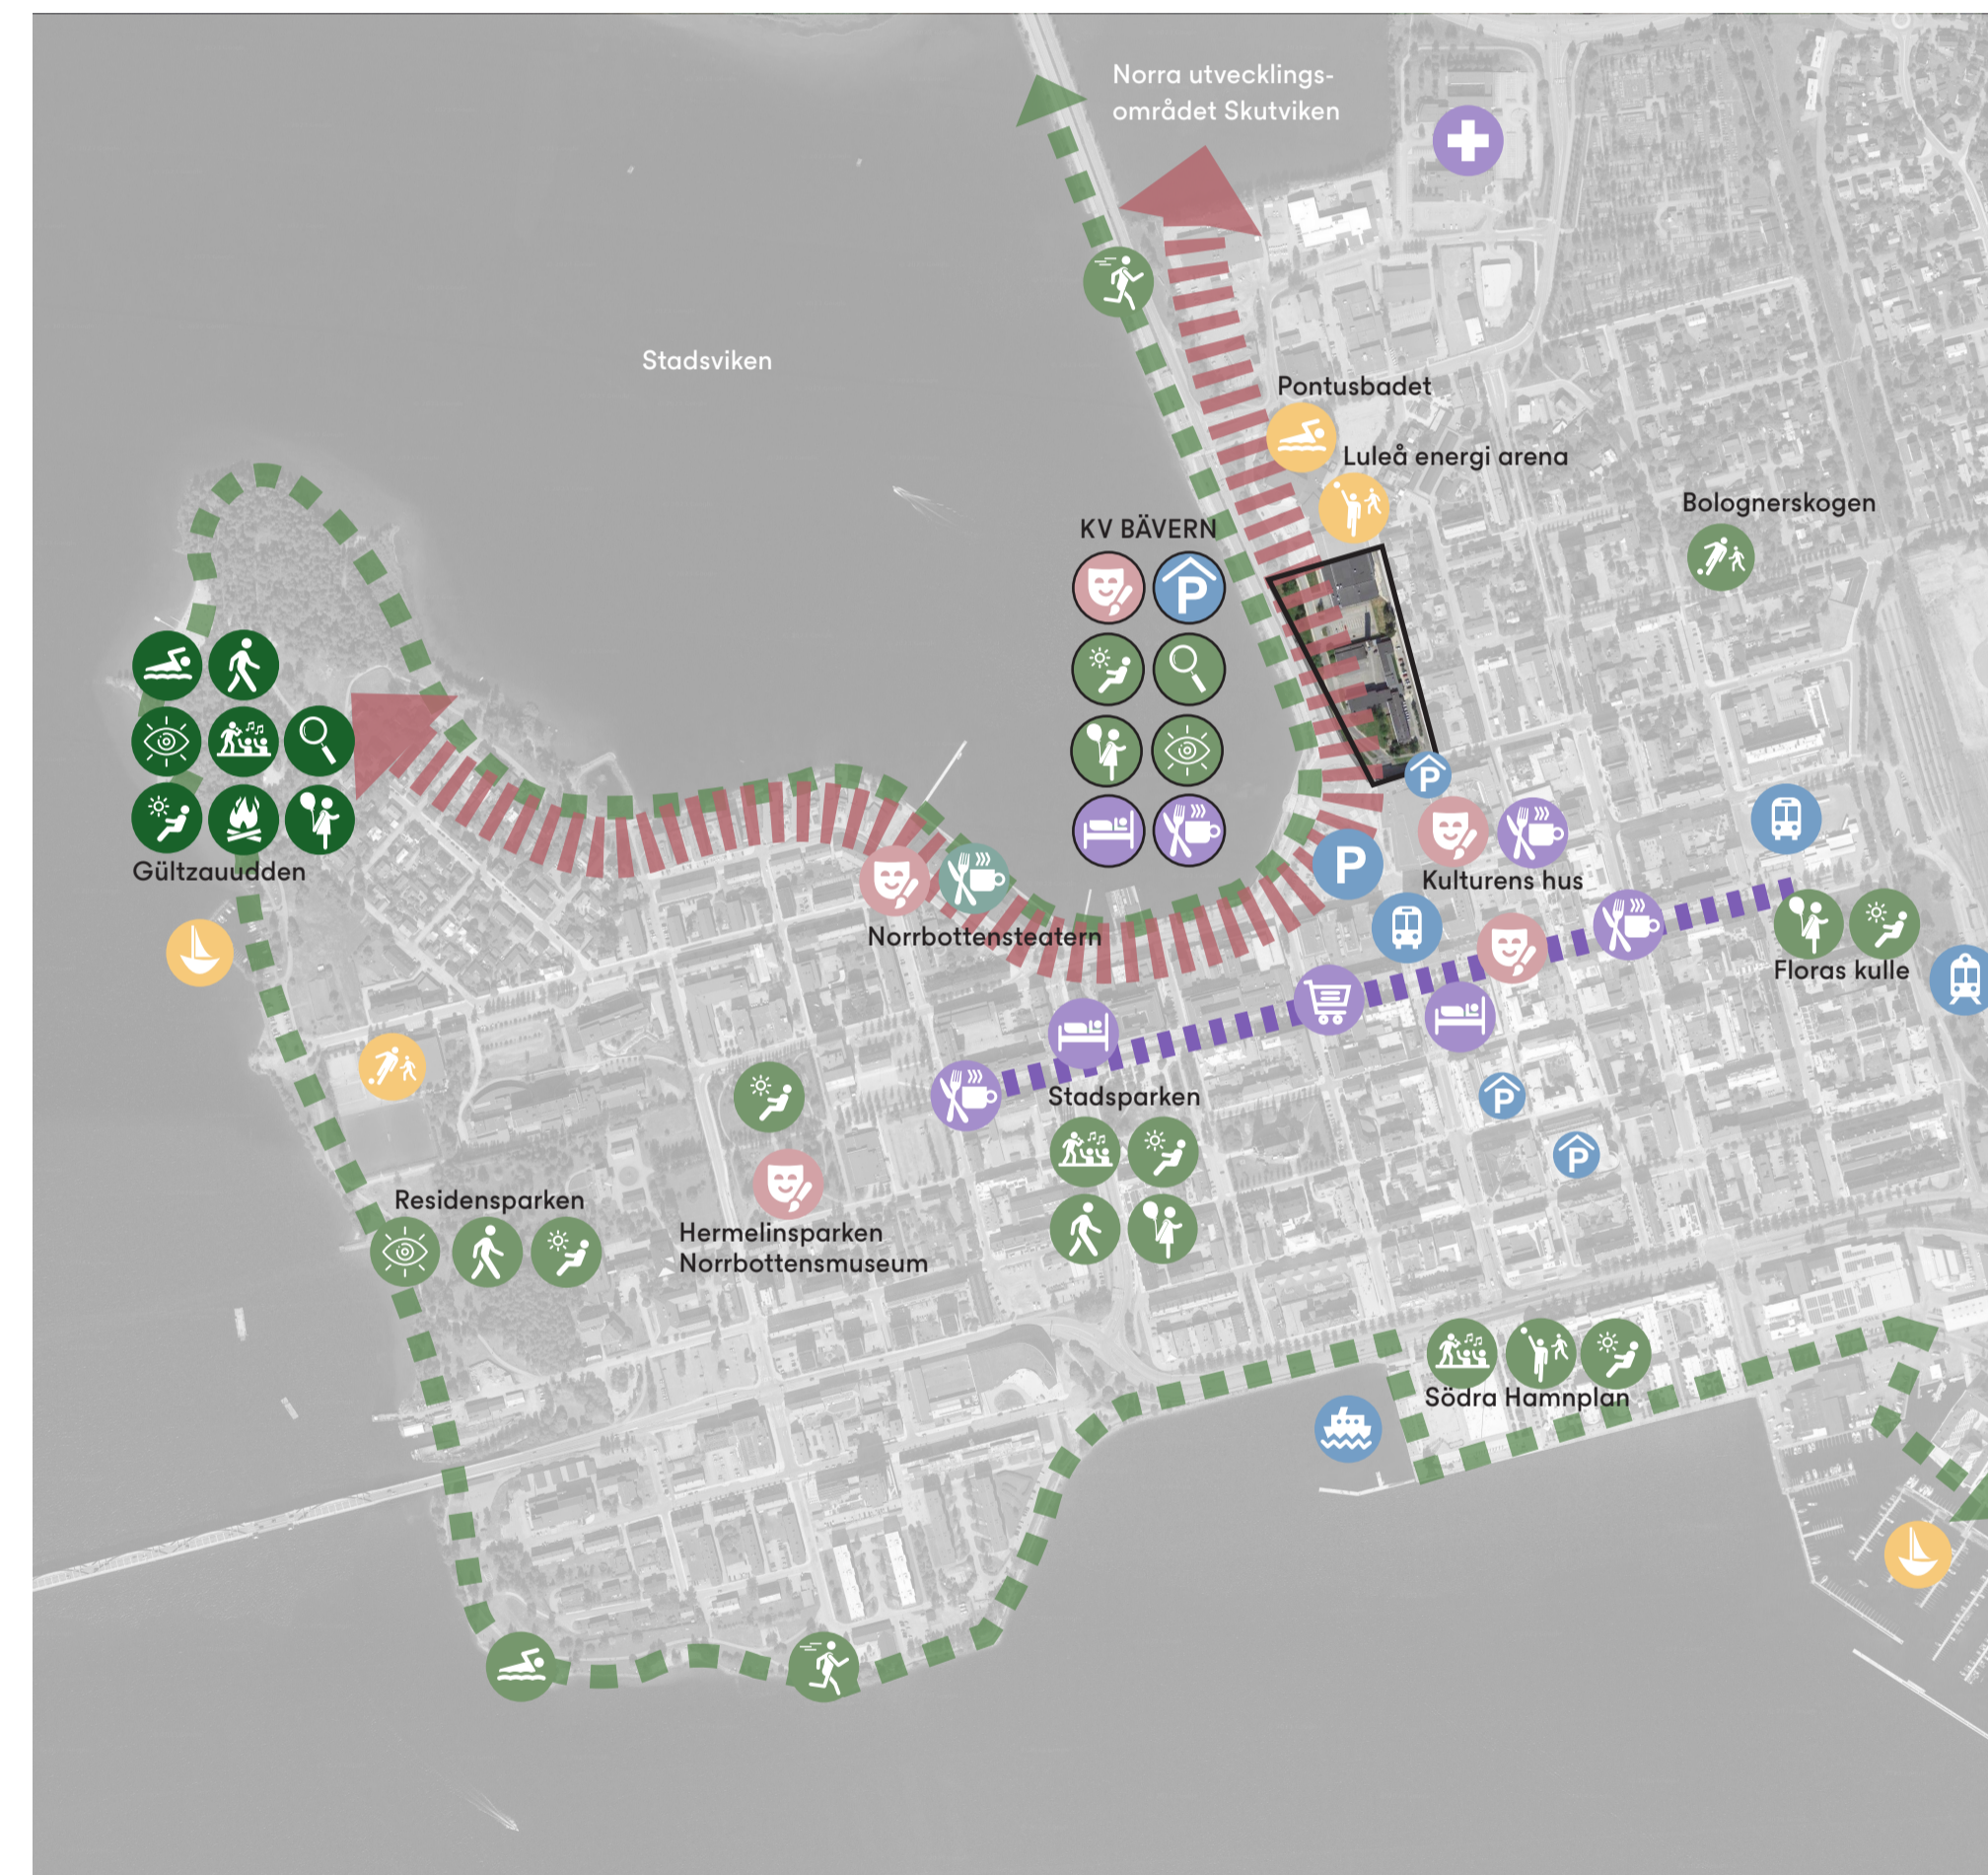 Norra utvecklings-
området Skutviken
Stadsviken
Pontusbadet
Luleå energi arena
Bolognerskogen
KV BÄVERN
P
P
P
Gültzauudden
Kulturens hus
Norrbottensteatern
Floras kulle
Stadsparken
P
P
Residensparken
Hermelinsparken
Norrbottensmuseum
Södra Hamnplan